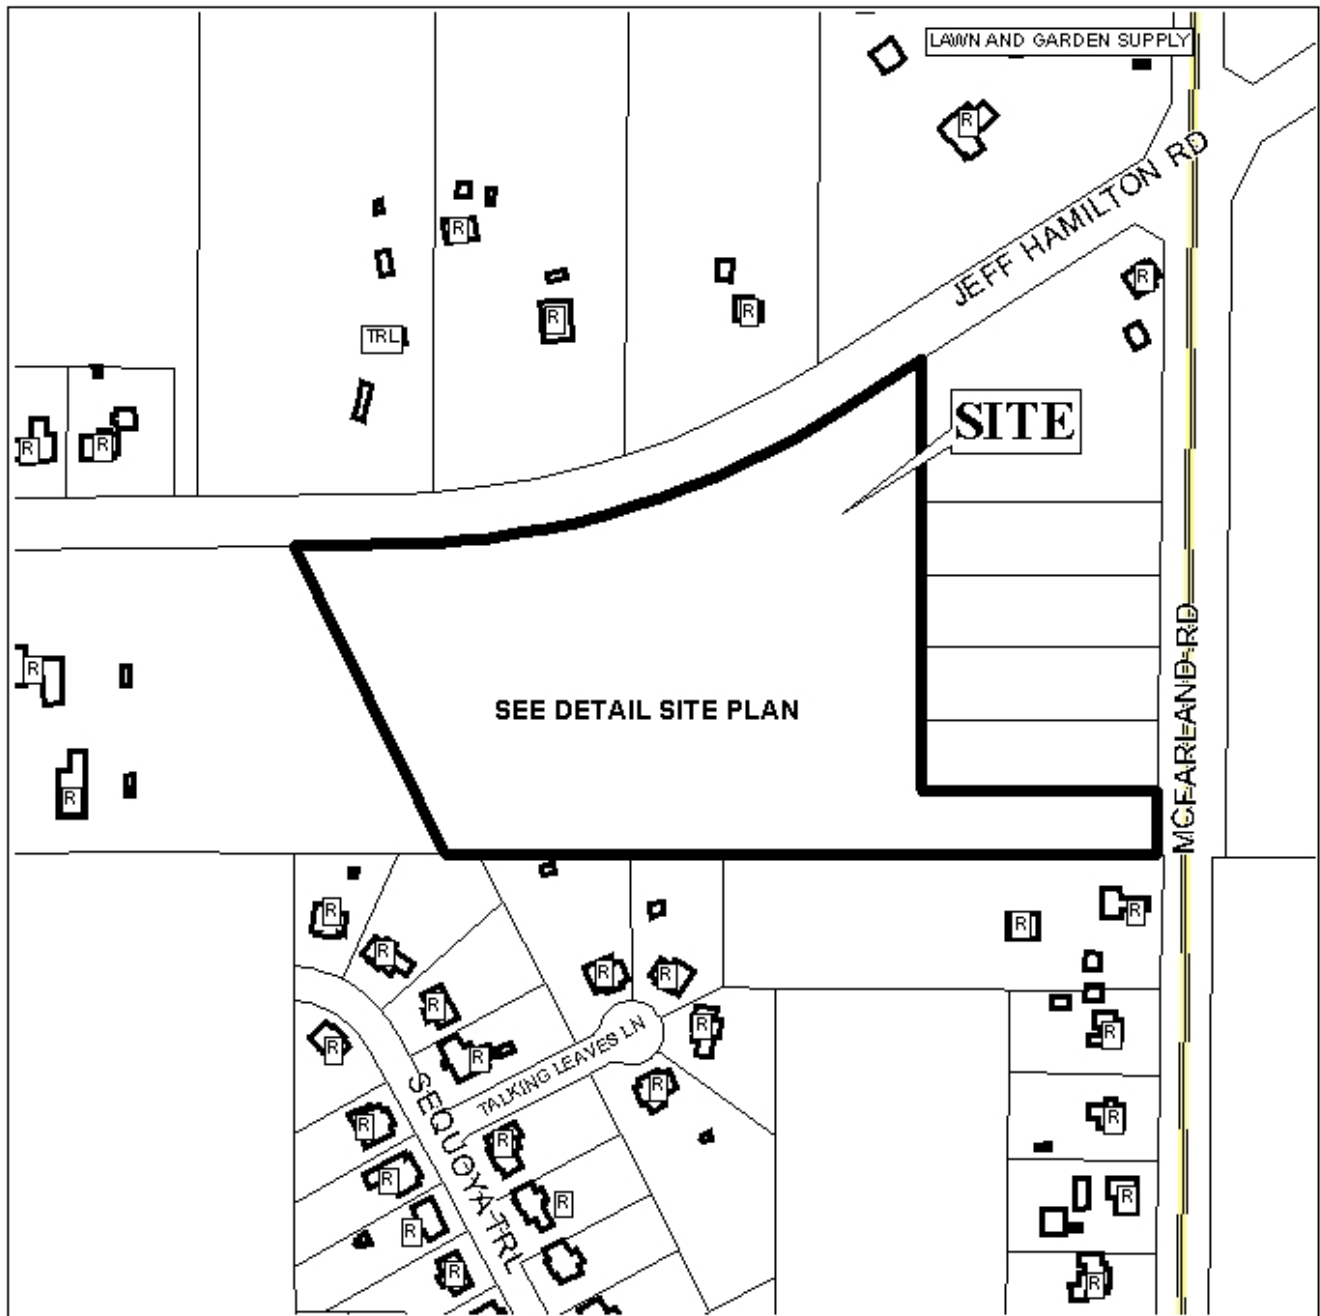 LAWN AND GARDEN SUPPLY
R
JEFF HAMILTON RD
R
R
R
R
R
TRL
R
R
SITE
SEE DETAIL SITE PLAN
MCFARLAND RD
R
R
R
R
R
R
R
R
R
R
R
R
R
R
TALKING LEAVES LN
R
SEQUOYA TRL
R
R
R
R
R
R
R
R
R
R